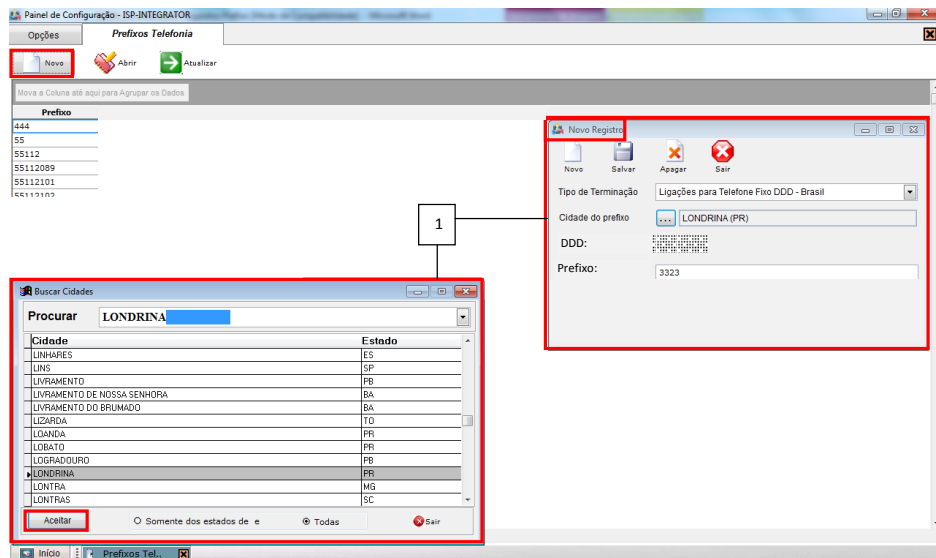 Painel de Configuração - ISP-INTEGRATOR
Opções
Prefixos Telefonia
Novo
Abrir
Atualizar
Mova a Coluna até aqui para Agrupar os Dados
Prefixo
444
55
55112
55112089
55112101
55112102
1
Novo Registro
Novo
Salvar
Apagar
Sair
Tipo de Terminação
Ligações para Telefone Fixo DDD - Brasil
Cidade do prefixo
...
LONDRINA (PR)
DDD:
Prefixo:
3323
Buscar Cidades
Procurar
LONDRINA
Cidade Estado
LINHARES ES
LINS SP
LIVRAMENTO PB
LIVRAMENTO DE NOSSA SENHORA BA
LIVRAMENTO DO BRUMADO BA
LIZARDA TO
LOANDA PR
LOBATO PR
LOGRADOURO PB
LONDRINA PR
LONTRA MG
LONTRAS SC
Aceitar
Somente dos estados de e
Todas
Sair
Início
Prefixos Tel..